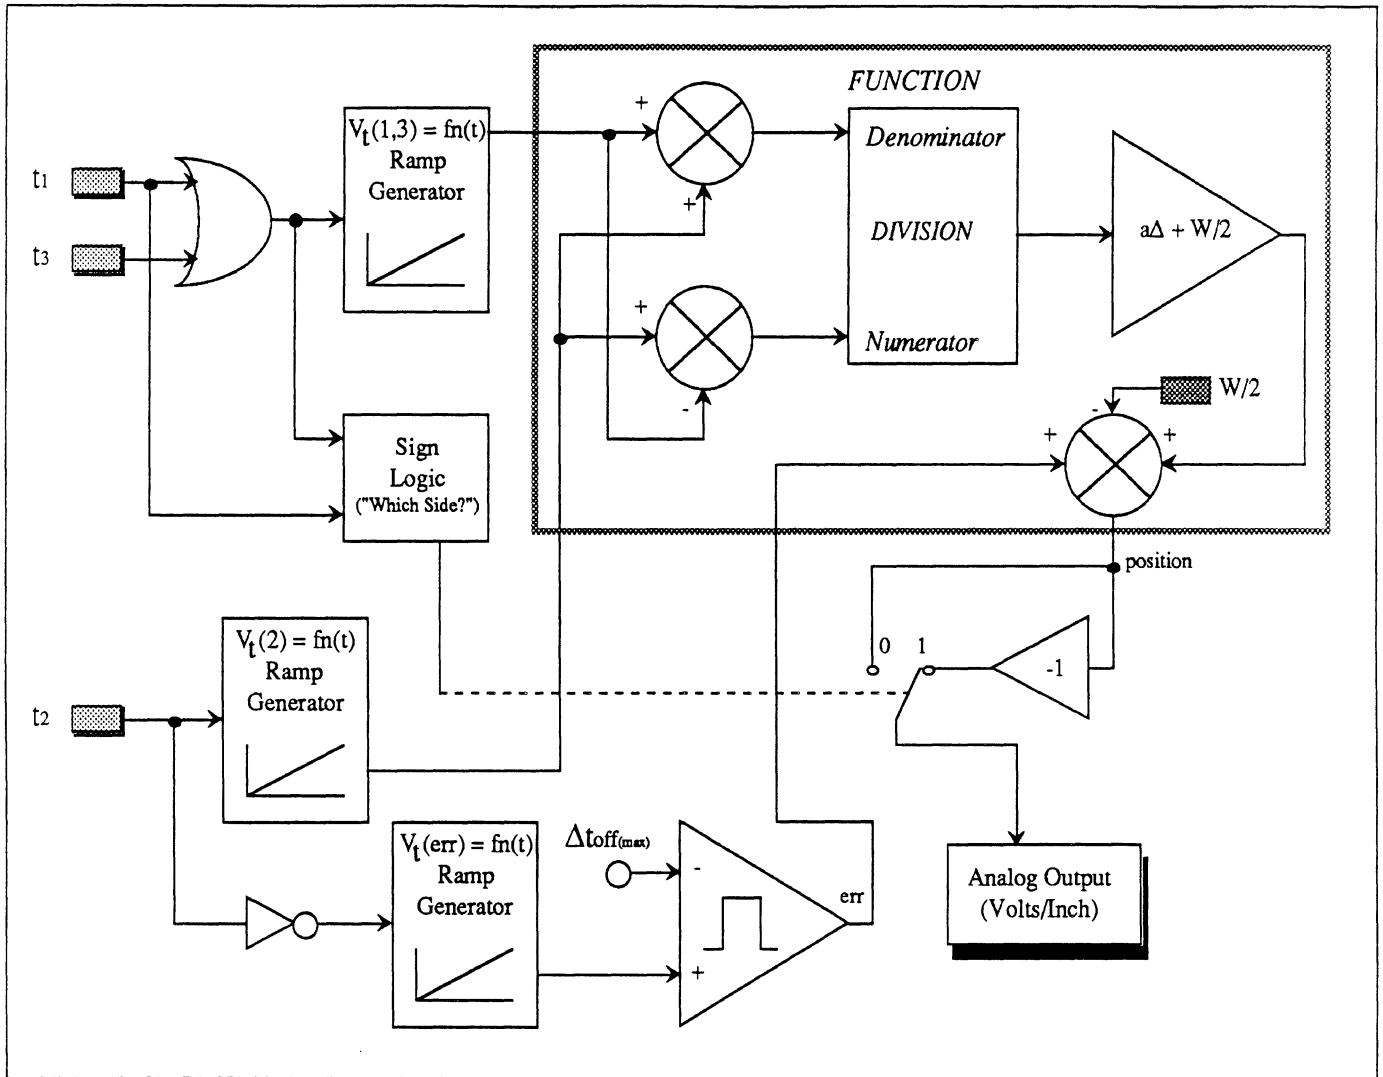 FUNCTION
t1
t3
Vt(1,3) = fn(t)
Ramp
Generator
+
+
Denominator
DIVISION
Numerator
aΔ + W/2
+
-
Sign
Logic
("Which Side?")
W/2
-
+
+
position
0
1
-1
t2
Vt(2) = fn(t)
Ramp
Generator
Vt(err) = fn(t)
Ramp
Generator
Δtoff(max)
-
+
err
Analog Output
(Volts/Inch)